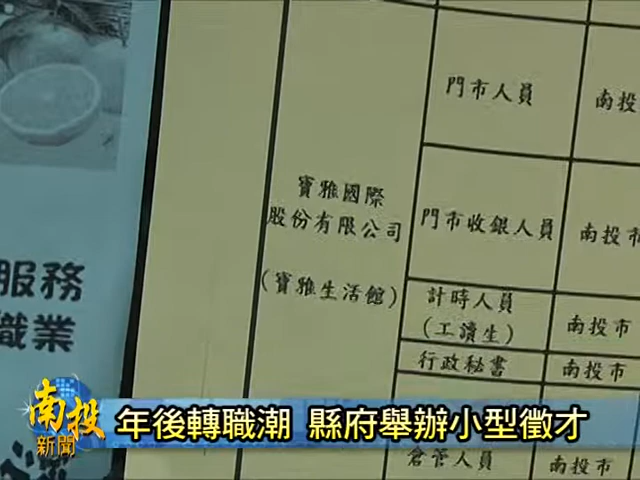 服務
職業
寶雅國際
股份有限公司
(寶雅生活館)
門市人員
南投
門市收銀人員
南投市
計時人員
(工讀生)
南投市
行政秘書
南投市
倉管人員
南投市
南投
新聞
年後轉職潮 縣府舉辦小型徵才